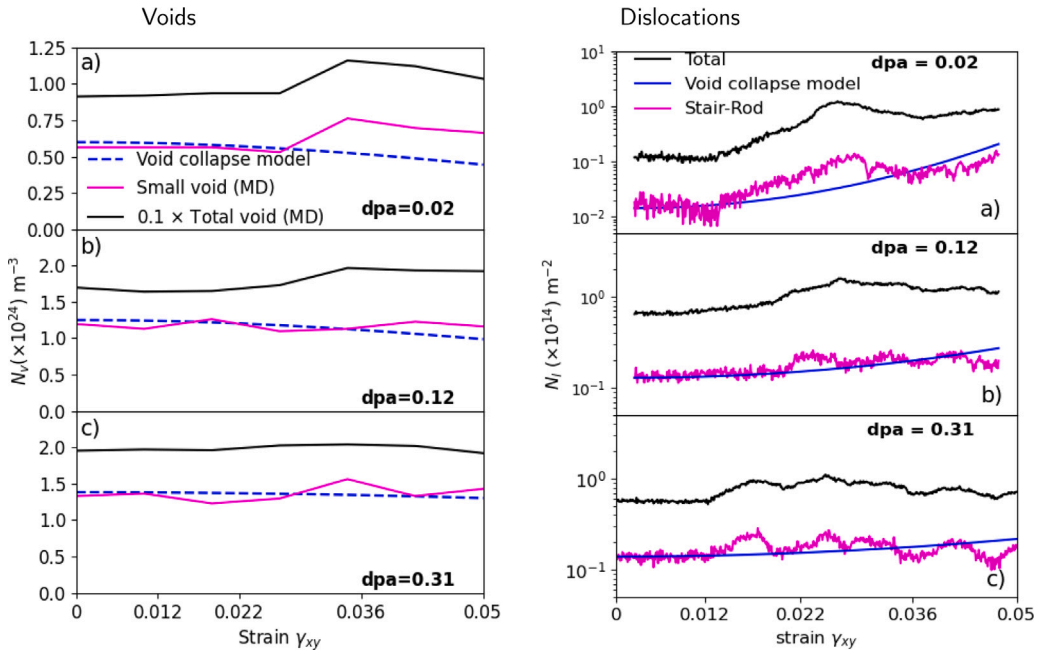 Voids
a)
1.25
1.00
0.75
0.50
0.25
0.00
Void collapse model
Small void (MD)
0.1 × Total void (MD)
dpa=0.02
b)
2.0
1.5
1.0
0.5
0.0
dpa=0.12
c)
2.0
1.5
1.0
0.5
0.0
dpa=0.31
N_v(×10^24) m^−3
0
0.012
0.022
0.036
0.05
Strain γ_xy
Dislocations
10^1
10^0
10^−1
10^−2
Total
Void collapse model
Stair-Rod
dpa = 0.02
a)
10^0
10^−1
dpa = 0.12
b)
10^0
10^−1
dpa = 0.31
c)
N_l (×10^14) m^−2
0
0.012
0.022
0.036
0.05
strain γ_xy